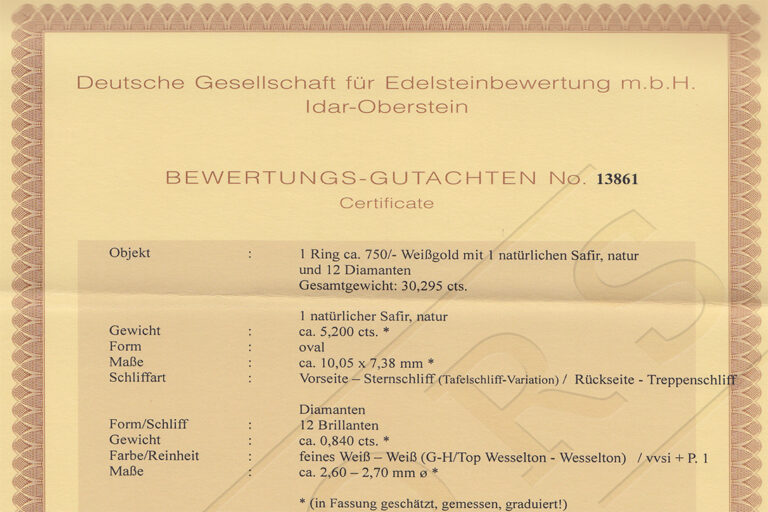 Deutsche Gesellschaft für Edelsteinbewertung m.b.H.
Idar-Oberstein
BEWERTUNGS-GUTACHTEN No. 13861
Certificate
Objekt : 1 Ring ca. 750/- Weißgold mit 1 natürlichen Safir, natur
und 12 Diamanten
Gesamtgewicht: 30,295 cts.
1 natürlicher Safir, natur
Gewicht : ca. 5,200 cts. *
Form : oval
Maße : ca. 10,05 x 7,38 mm *
Schliffart : Vorseite – Sternschliff (Tafelschliff-Variation) / Rückseite - Treppenschliff
Diamanten
Form/Schliff : 12 Brillanten
Gewicht : ca. 0,840 cts. *
Farbe/Reinheit : feines Weiß – Weiß (G-H/Top Wesselton - Wesselton) / vvsi + P. 1
Maße : ca. 2,60 – 2,70 mm ø *
* (in Fassung geschätzt, gemessen, graduiert!)